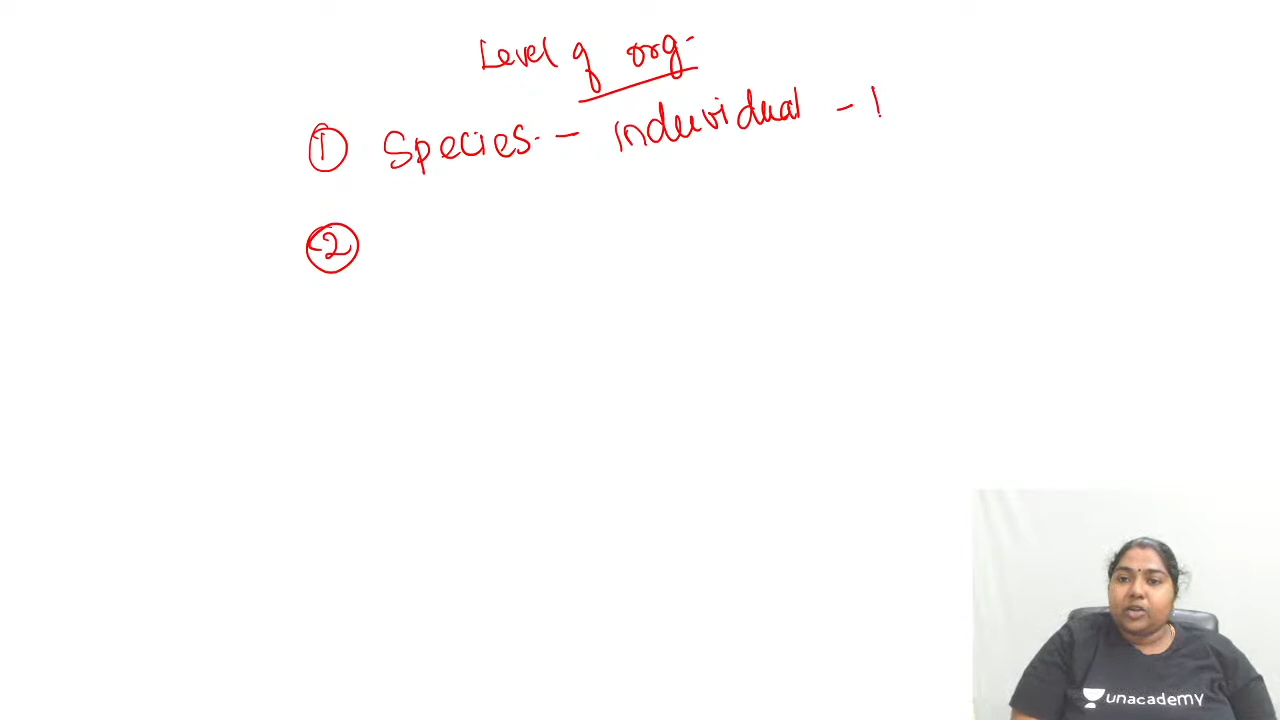 Level of org.
① Species. - individual - 1
②
unacademy